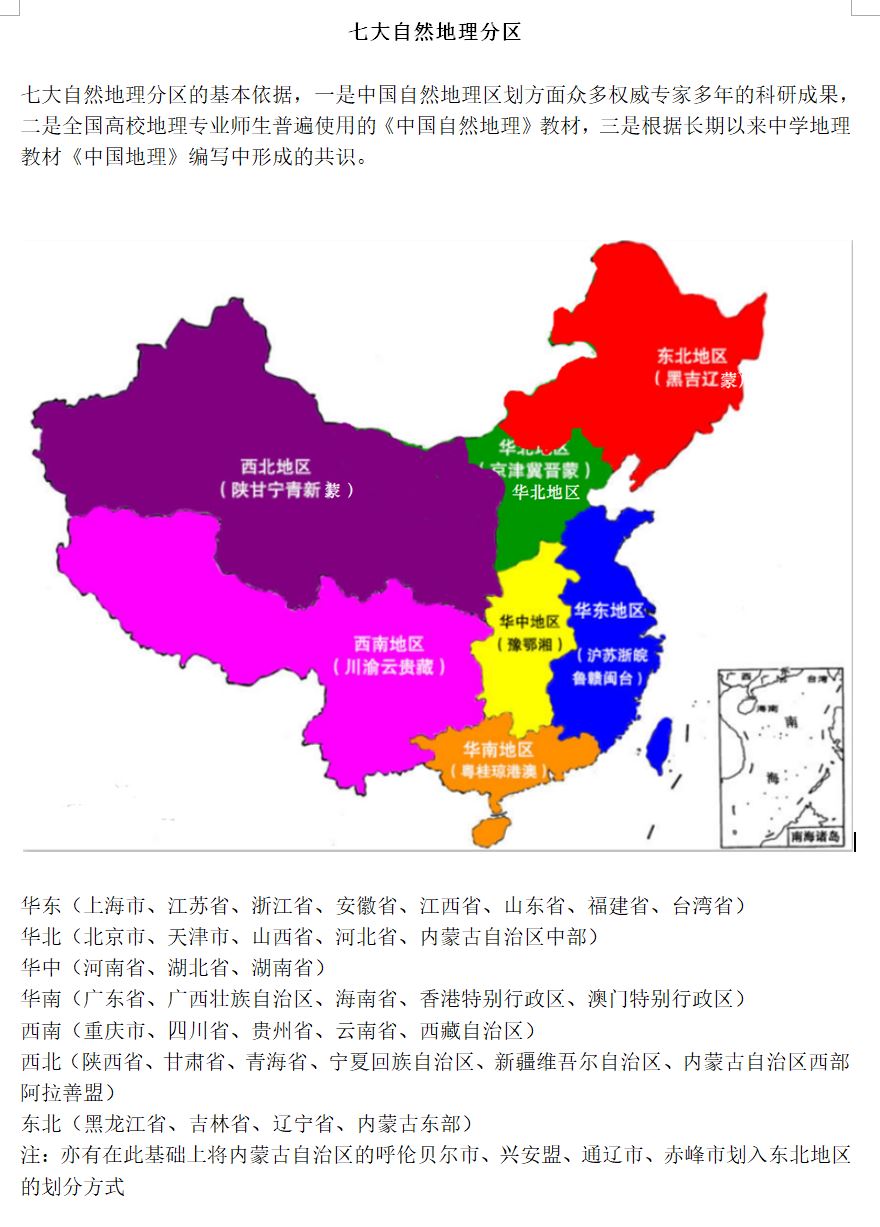 七大自然地理分区
七大自然地理分区的基本依据，一是中国自然地理区划方面众多权威专家多年的科研成果，
二是全国高校地理专业师生普遍使用的《中国自然地理》教材，三是根据长期以来中学地理
教材《中国地理》编写中形成的共识。
东北地区
（黑吉辽蒙）
华北地区
（京津冀晋蒙）
华北地区
西北地区
（陕甘宁青新蒙）
华东地区
（沪苏浙皖
鲁赣闽台）
华中地区
（豫鄂湘）
西南地区
（川渝云贵藏）
华南地区
（粤桂琼港澳）
广西
台湾
海南
南
海
南海诸岛
华东（上海市、江苏省、浙江省、安徽省、江西省、山东省、福建省、台湾省）
华北（北京市、天津市、山西省、河北省、内蒙古自治区中部）
华中（河南省、湖北省、湖南省）
华南（广东省、广西壮族自治区、海南省、香港特别行政区、澳门特别行政区）
西南（重庆市、四川省、贵州省、云南省、西藏自治区）
西北（陕西省、甘肃省、青海省、宁夏回族自治区、新疆维吾尔自治区、内蒙古自治区西部
阿拉善盟）
东北（黑龙江省、吉林省、辽宁省、内蒙古东部）
注：亦有在此基础上将内蒙古自治区的呼伦贝尔市、兴安盟、通辽市、赤峰市划入东北地区
的划分方式